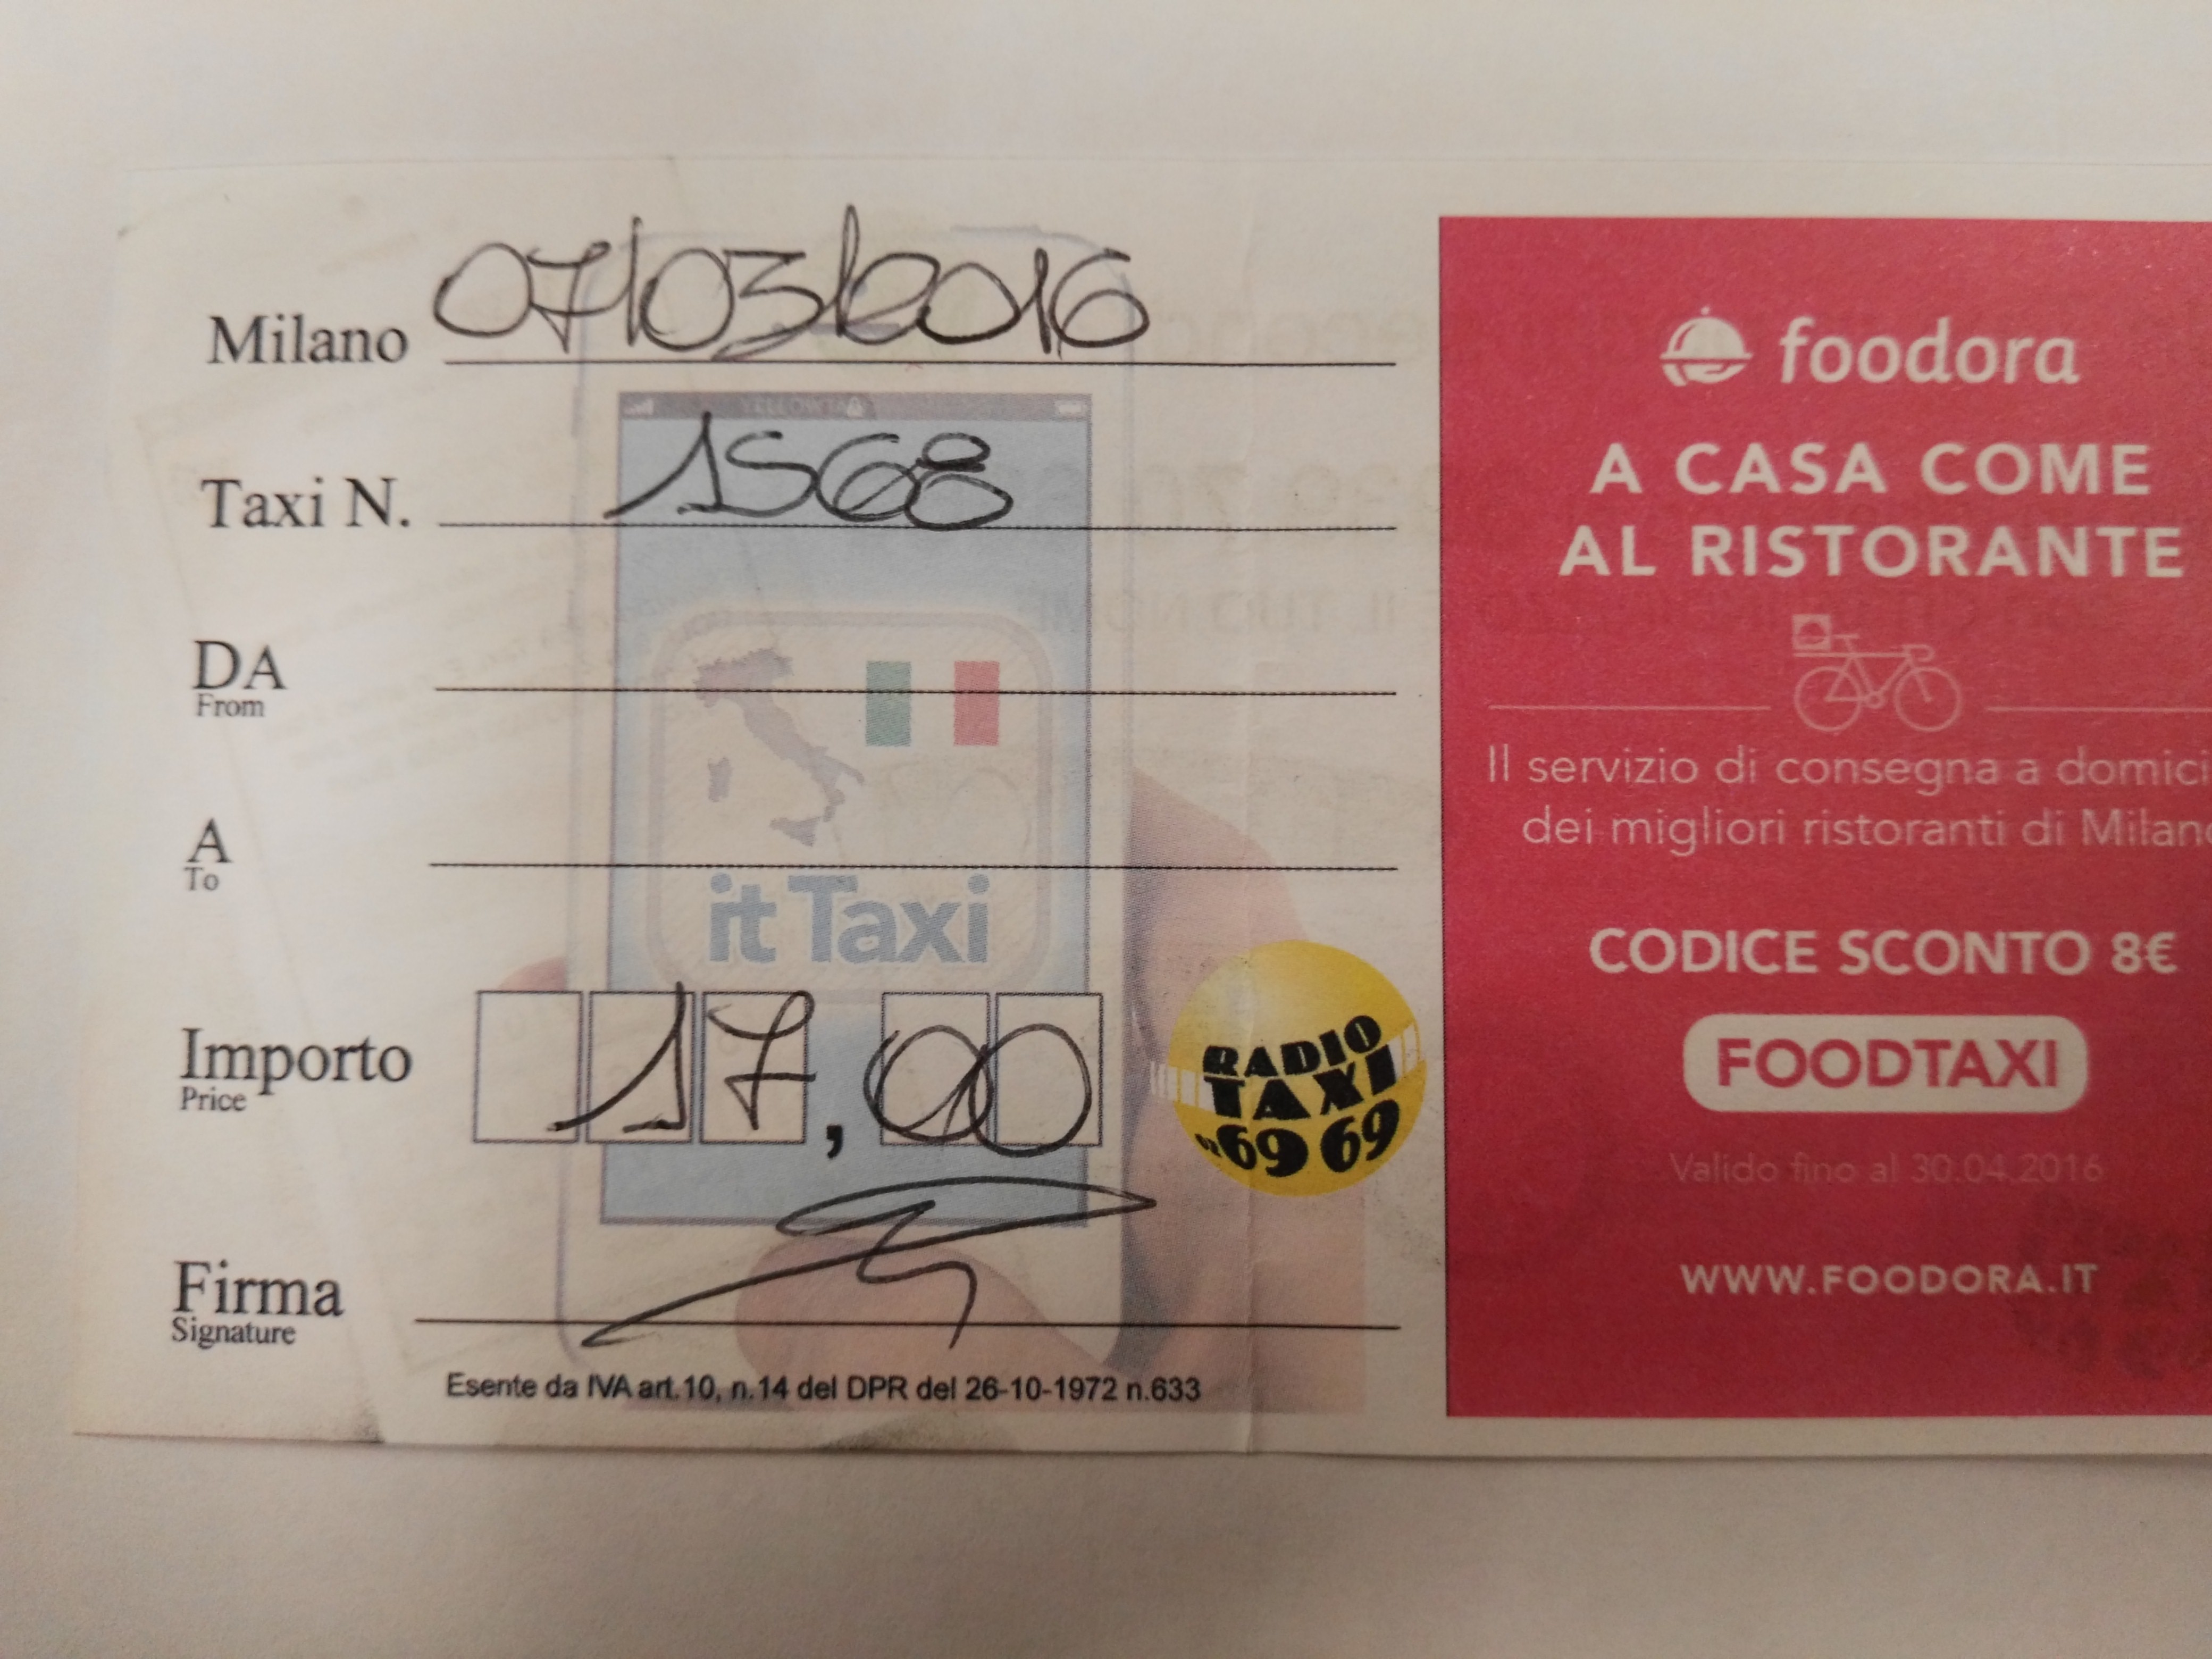 Milano 07/03/2016
YELLOWTAX
Taxi N. 1568
DA
From
A
To
it Taxi
Importo 17,00
Price
RADIO
TAXI
02 69 69
Firma
Signature
Esente da IVA art.10, n.14 del DPR del 26-10-1972 n.633
foodora
A CASA COME
AL RISTORANTE
Il servizio di consegna a domici
dei migliori ristoranti di Milano
CODICE SCONTO 8€
FOODTAXI
Valido fino al 30.04.2016
WWW.FOODORA.IT